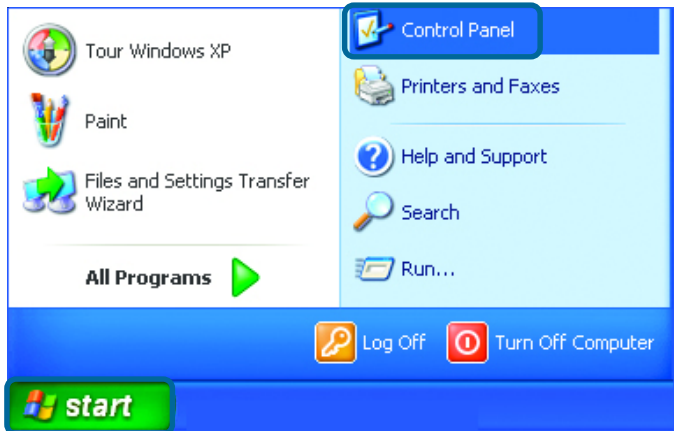 Tour Windows XP
Paint
Files and Settings Transfer
Wizard
All Programs
Control Panel
Printers and Faxes
Help and Support
Search
Run...
Log Off
Turn Off Computer
start